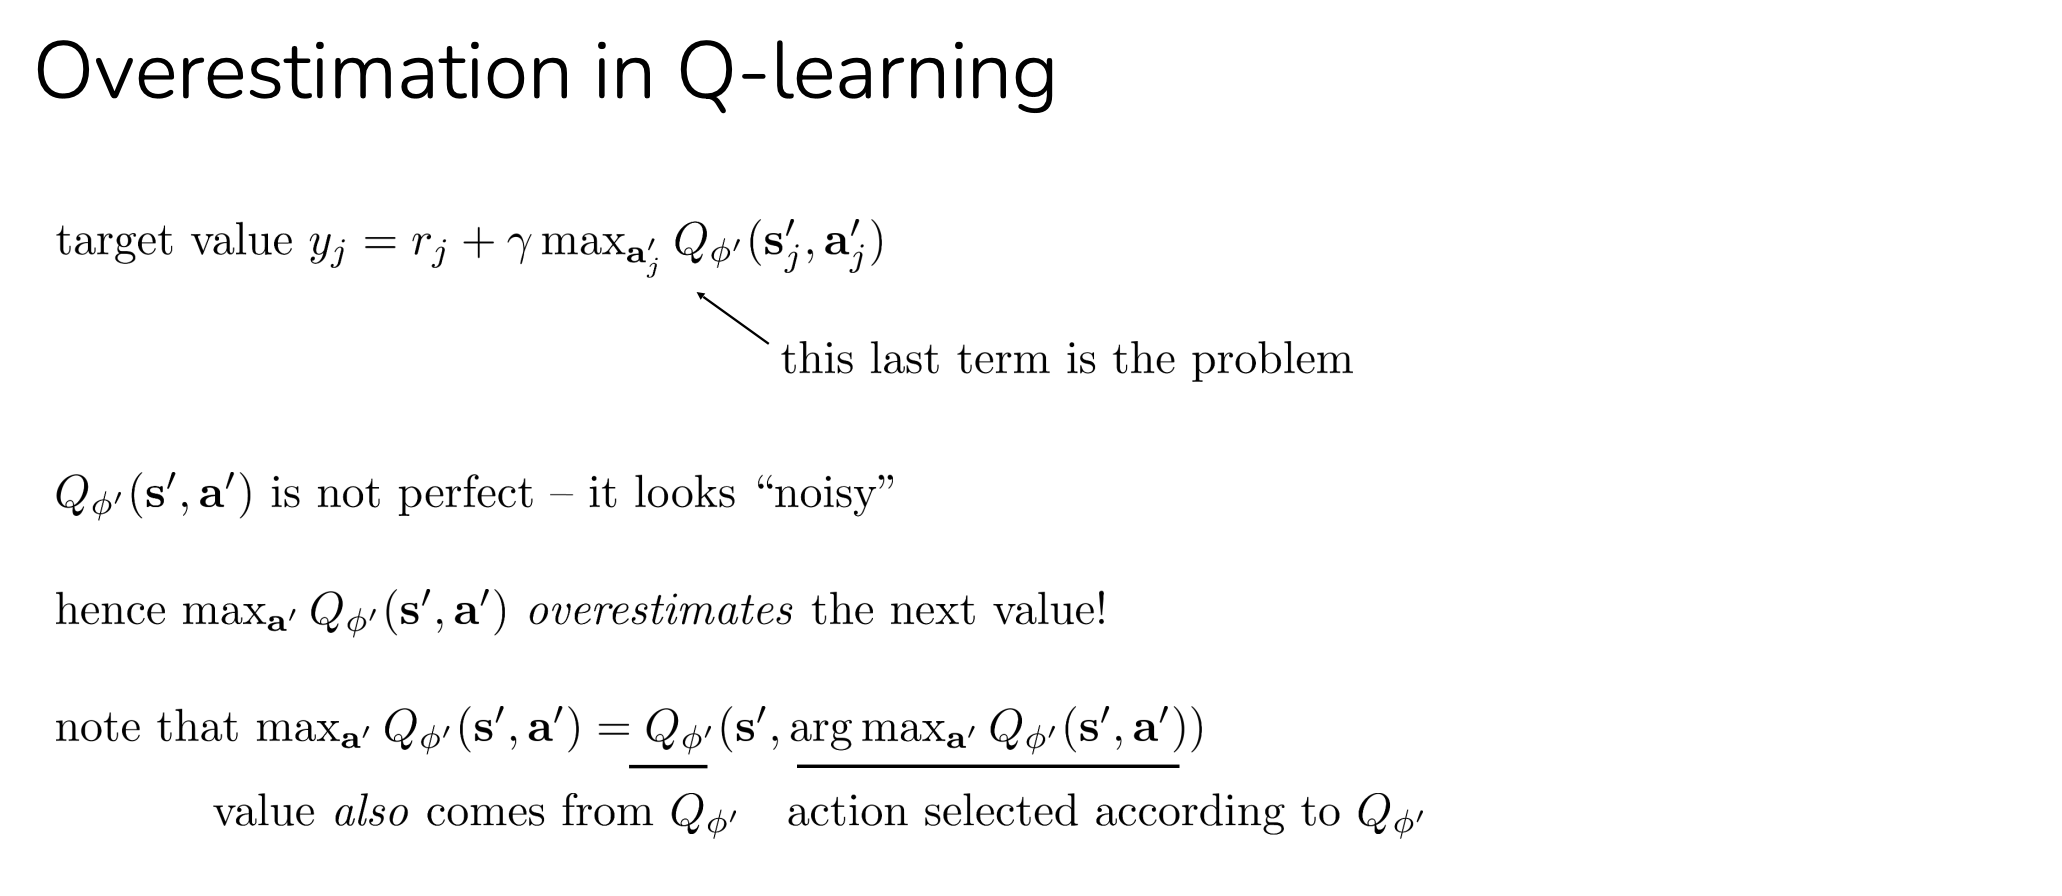 Overestimation in Q-learning
target value $y_j = r_j + \gamma \max_{\mathbf{a}'_j} Q_{\phi'}(\mathbf{s}'_j, \mathbf{a}'_j)$
this last term is the problem
$Q_{\phi'}(\mathbf{s}', \mathbf{a}')$ is not perfect – it looks “noisy”
hence $\max_{\mathbf{a}'} Q_{\phi'}(\mathbf{s}', \mathbf{a}')$ overestimates the next value!
note that $\max_{\mathbf{a}'} Q_{\phi'}(\mathbf{s}', \mathbf{a}') = Q_{\phi'}(\mathbf{s}', \arg\max_{\mathbf{a}'} Q_{\phi'}(\mathbf{s}', \mathbf{a}'))$
value also comes from $Q_{\phi'}$ action selected according to $Q_{\phi'}$